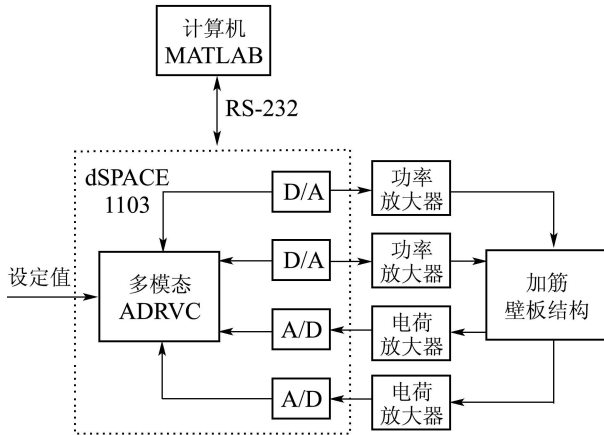 计算机
MATLAB
RS-232
dSPACE
1103
D/A
功率
放大器
D/A
功率
放大器
设定值
多模态
ADRVC
加筋
壁板结构
A/D
电荷
放大器
A/D
电荷
放大器